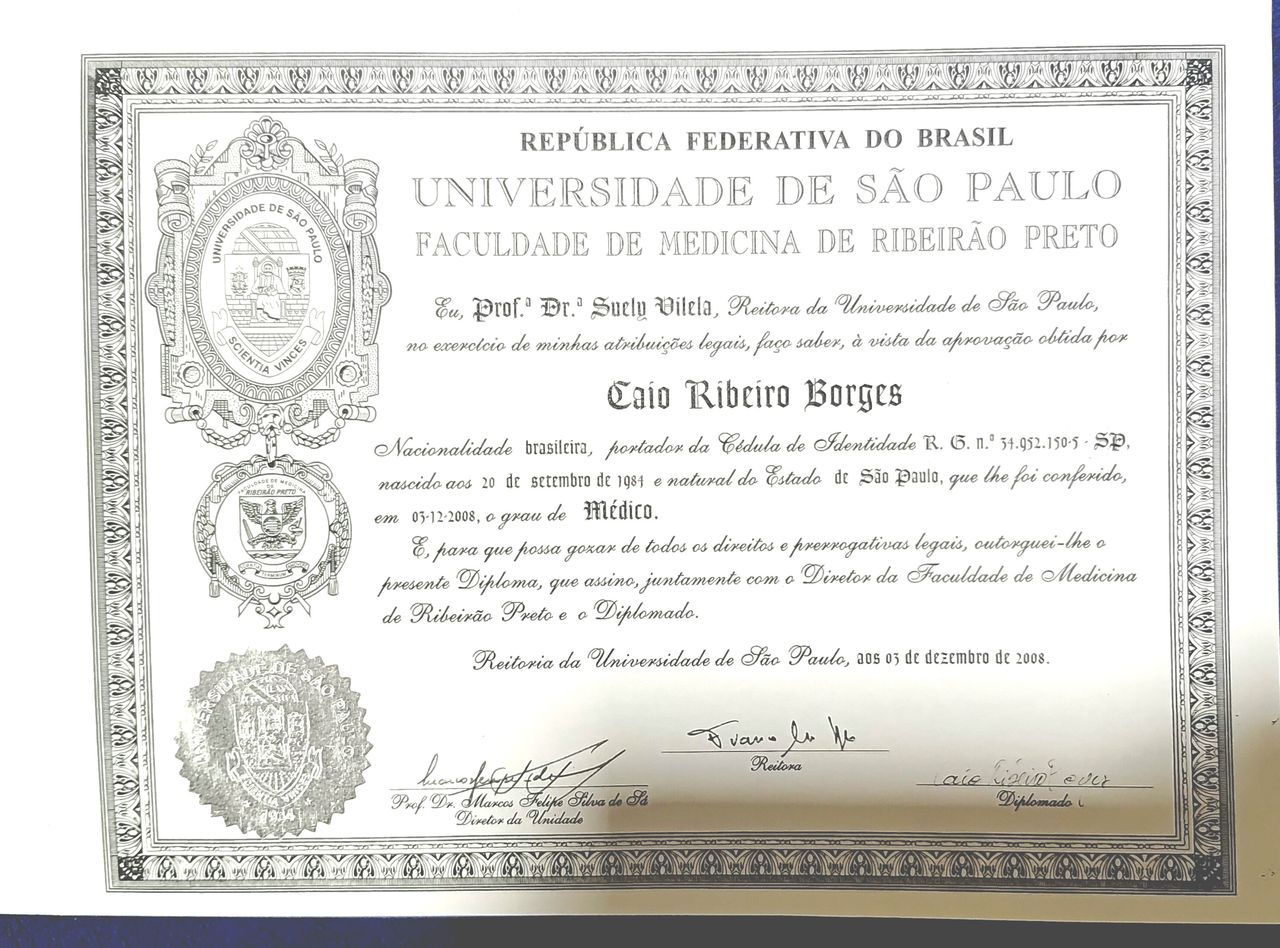 REPÚBLICA FEDERATIVA DO BRASIL
UNIVERSIDADE DE SÃO PAULO
FACULDADE DE MEDICINA DE RIBEIRÃO PRETO
UNIVERSIDADE DE SÃO PAULO
SCIENTIA VINCES
Eu, Prof.ª Dr.ª Suely Vilela, Reitora da Universidade de São Paulo,
no exercício de minhas atribuições legais, faço saber, à vista da aprovação obtida por
Caio Ribeiro Borges
Nacionalidade brasileira, portador da Cédula de Identidade R. G. n.º 34.952.150-5 - SP,
nascido aos 20 de setembro de 1984 e natural do Estado de São Paulo, que lhe foi conferido,
em 03-12-2008, o grau de Médico.
FACULDADE DE MEDICINA
DE
RIBEIRÃO PRETO
E, para que possa gozar de todos os direitos e prerrogativas legais, outorguei-lhe o
presente Diploma, que assino, juntamente com o Diretor da Faculdade de Medicina
de Ribeirão Preto e o Diplomado.
Reitoria da Universidade de São Paulo, aos 03 de dezembro de 2008.
UNIVERSIDADE DE SÃO PAULO
1934
Reitora
Prof. Dr. Marcos Felipe Silva de Sá
Diretor da Unidade
Diplomado